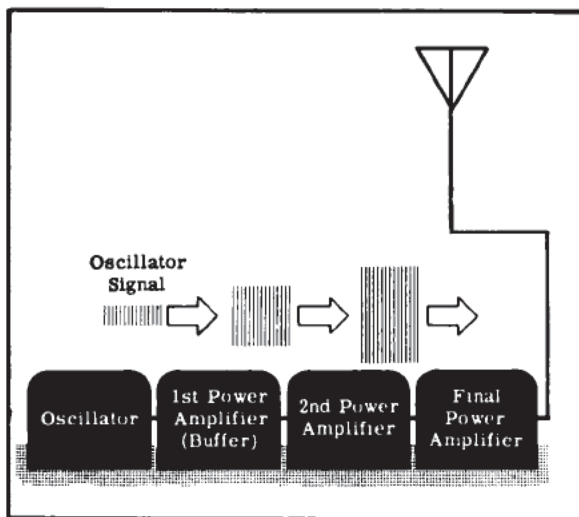 Oscillator
Signal
Oscillator
1st Power
Amplifier
(Buffer)
2nd Power
Amplifier
Final
Power
Amplifier